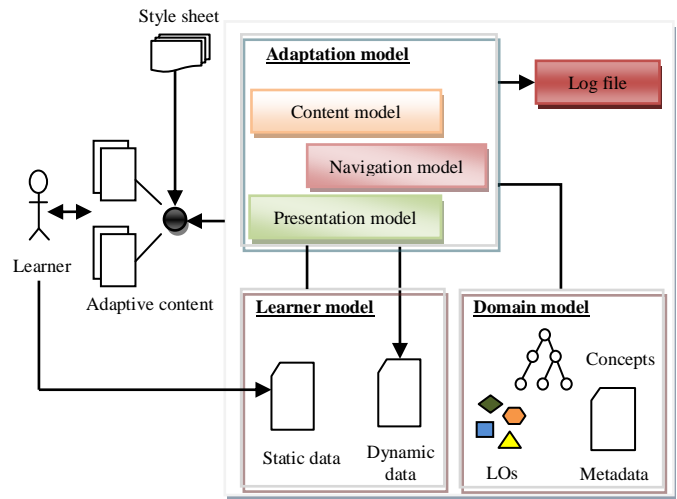 Style sheet
Adaptation model
Log file
Content model
Navigation model
Presentation model
Learner
Adaptive content
Learner model
Domain model
Concepts
Static data
Dynamic
data
LOs
Metadata